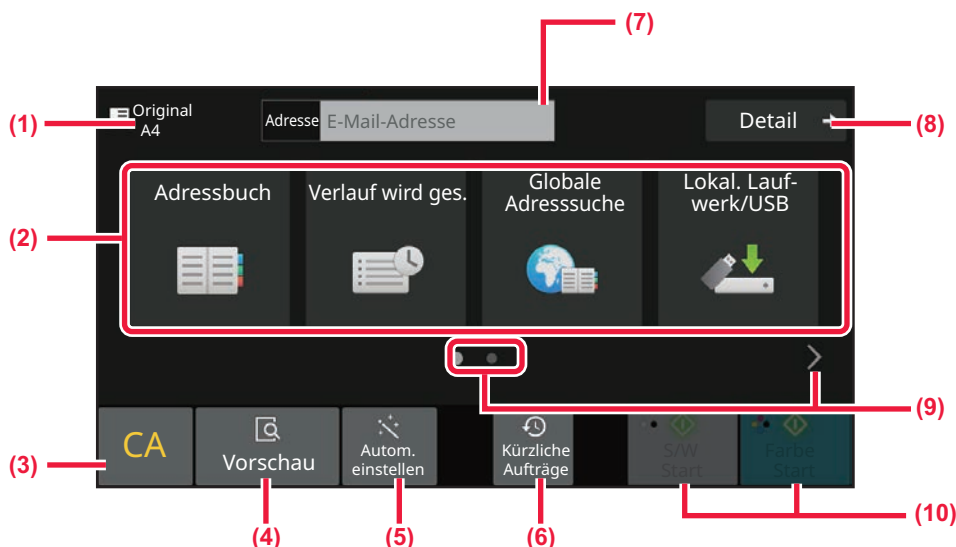 (7)
Original
A4
(1)
Adresse
E-Mail-Adresse
Detail
(8)
Adressbuch
Verlauf wird ges.
Globale
Adresssuche
Lokal. Lauf-
werk/USB
(2)
(9)
CA
Vorschau
Autom.
einstellen
Kürzliche
Aufträge
S/W
Start
Farbe
Start
(3)
(4)
(5)
(6)
(10)